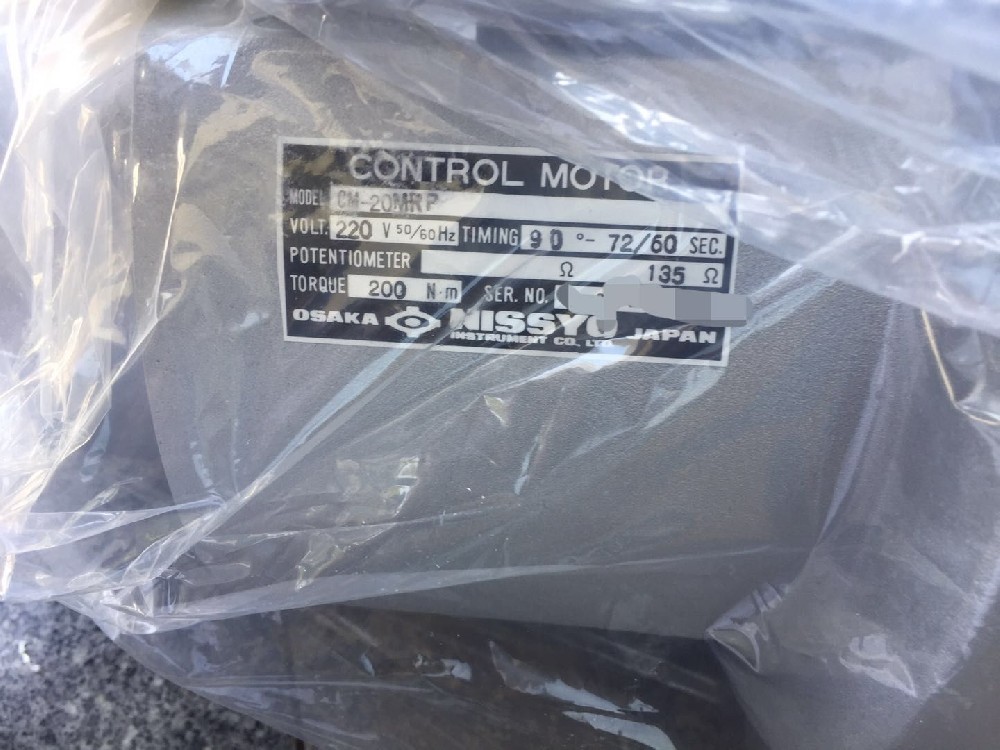 CONTROL MOTOR
MODEL CM-20MRP
VOLT. 220 V 50/60Hz TIMING 90 °- 72/60 SEC.
POTENTIOMETER Ω 135 Ω
TORQUE 200 N·m SER. NO.
OSAKA NISSYO JAPAN
INSTRUMENT CO., LTD.